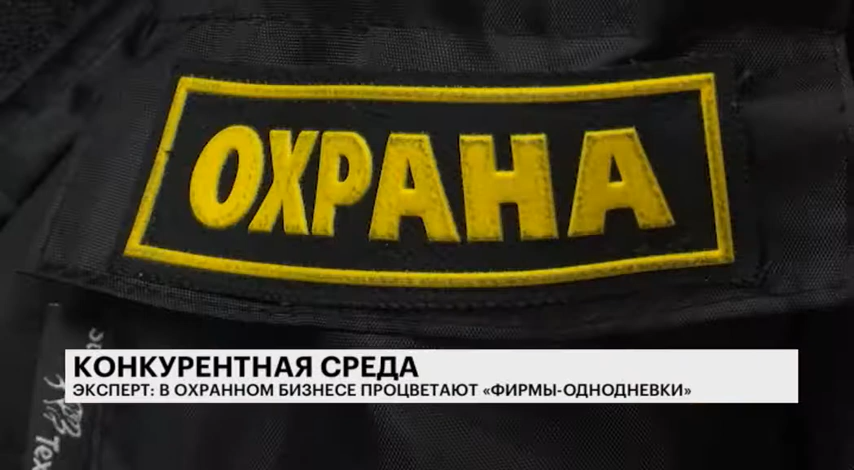 ОХРАНА
КОНКУРЕНТНАЯ СРЕДА
ЭКСПЕРТ: В ОХРАННОМ БИЗНЕСЕ ПРОЦВЕТАЮТ «ФИРМЫ-ОДНОДНЕВКИ»